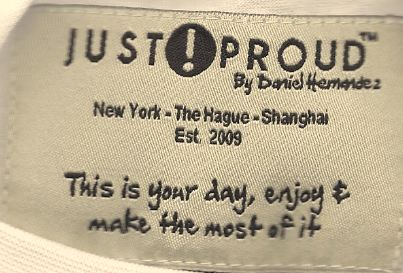 JUST!PROUD™
By Daniel Hernandez
New York - The Hague - Shanghai
Est. 2009
This is your day, enjoy &
make the most of it